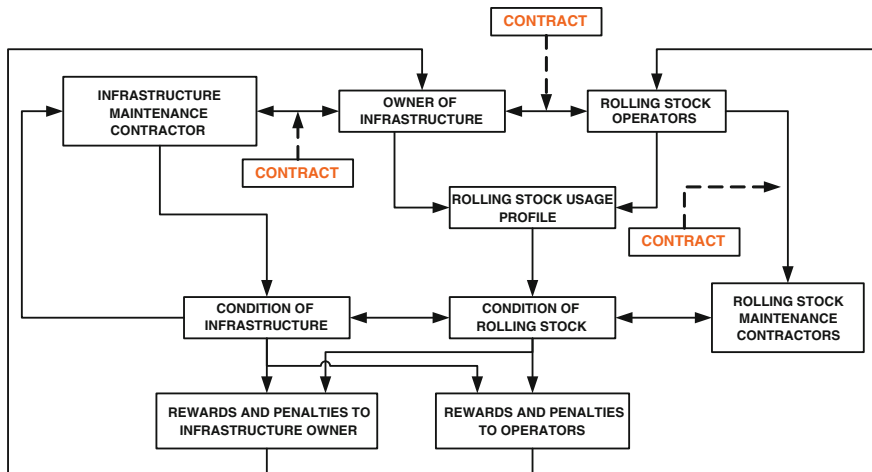 CONTRACT
INFRASTRUCTURE
MAINTENANCE
CONTRACTOR
OWNER OF
INFRASTRUCTURE
ROLLING STOCK
OPERATORS
CONTRACT
ROLLING STOCK USAGE
PROFILE
CONTRACT
CONDITION OF
INFRASTRUCTURE
CONDITION OF
ROLLING STOCK
ROLLING STOCK
MAINTENANCE
CONTRACTORS
REWARDS AND PENALTIES TO
INFRASTRUCTURE OWNER
REWARDS AND PENALTIES
TO OPERATORS